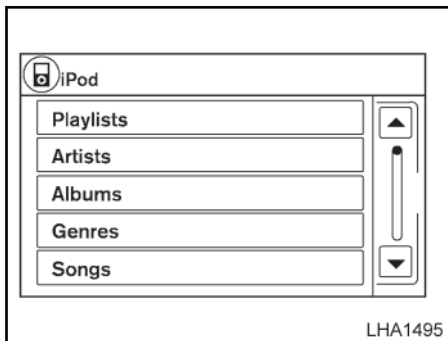 iPod
Playlists
Artists
Albums
Genres
Songs
LHA1495